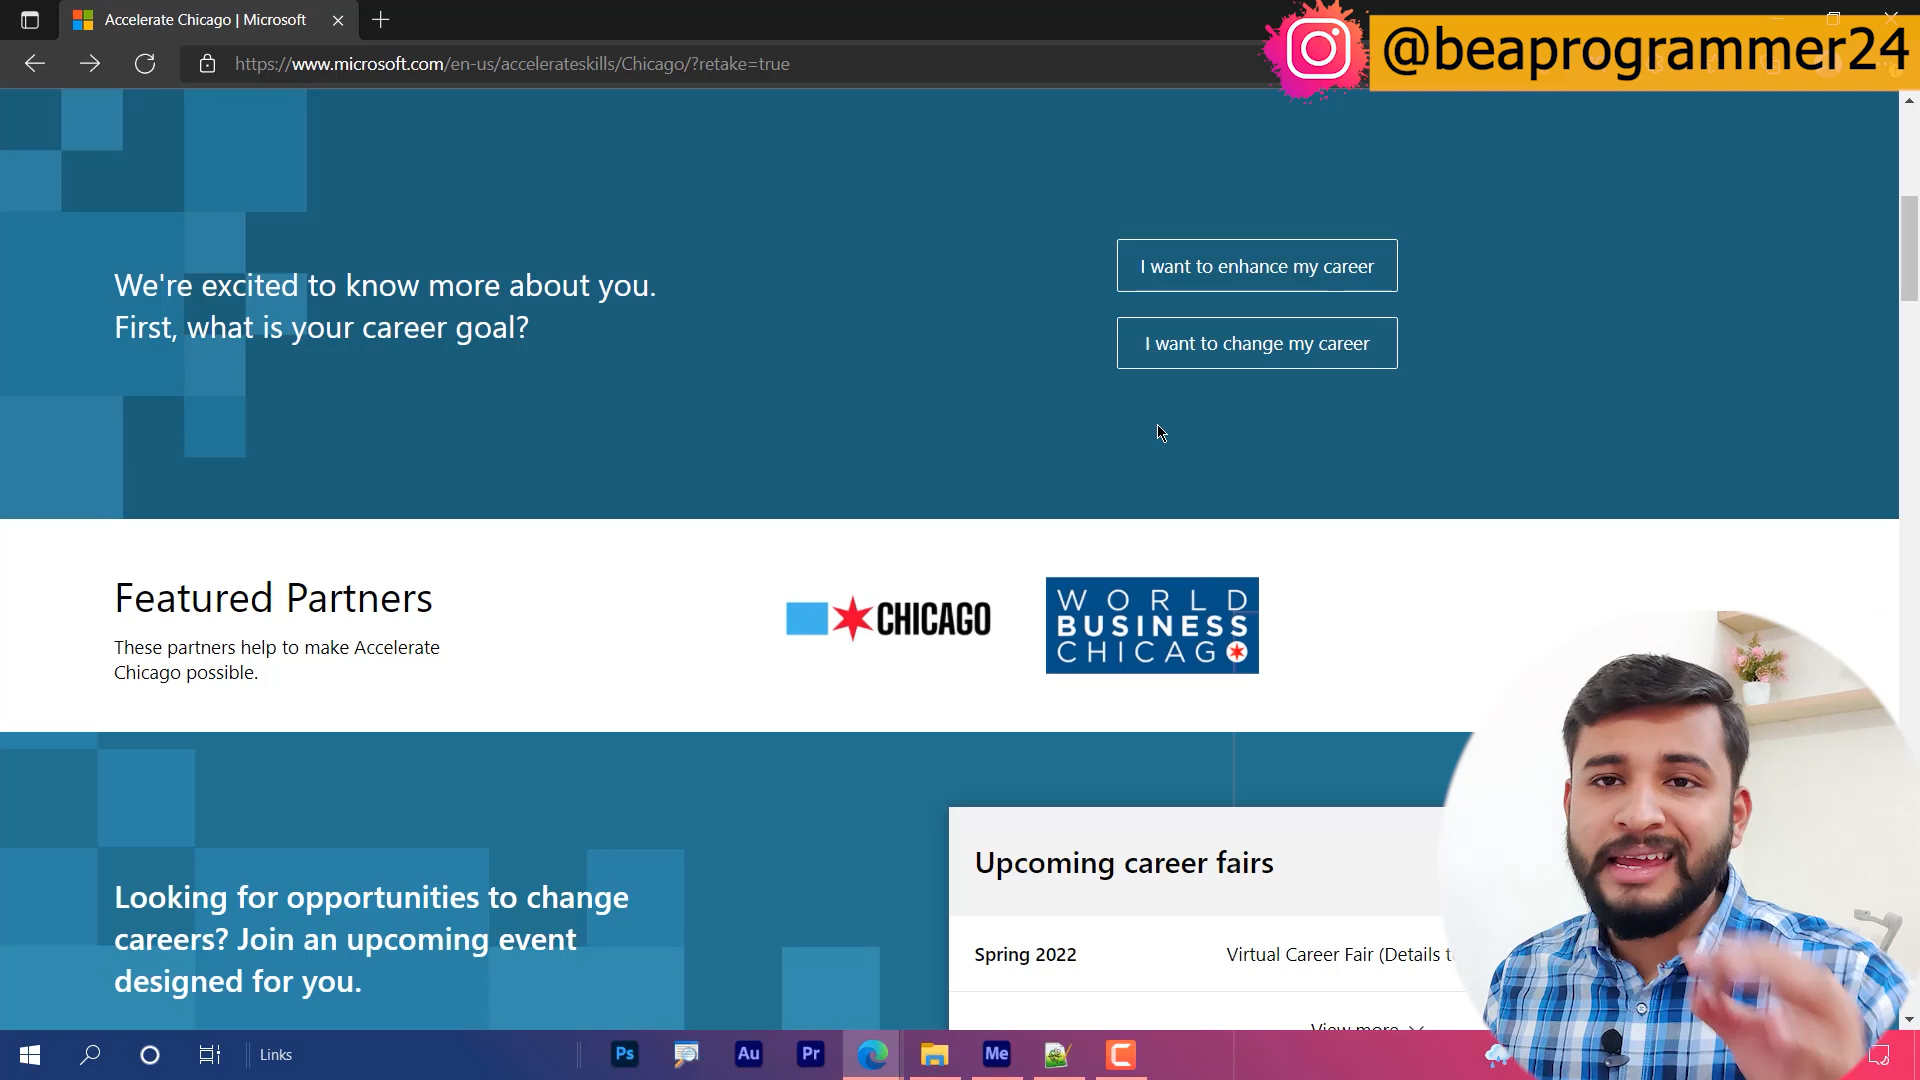 Accelerate Chicago | Microsoft
@beaprogrammer24
https://www.microsoft.com/en-us/accelerateskills/Chicago/?retake=true
We're excited to know more about you.
First, what is your career goal?
I want to enhance my career
I want to change my career
Featured Partners
These partners help to make Accelerate
Chicago possible.
CHICAGO
WORLD
BUSINESS
CHICAGO
Looking for opportunities to change
careers? Join an upcoming event
designed for you.
Upcoming career fairs
Spring 2022
Virtual Career Fair (Details t
View more
Links
Ps
Au
Pr
Me